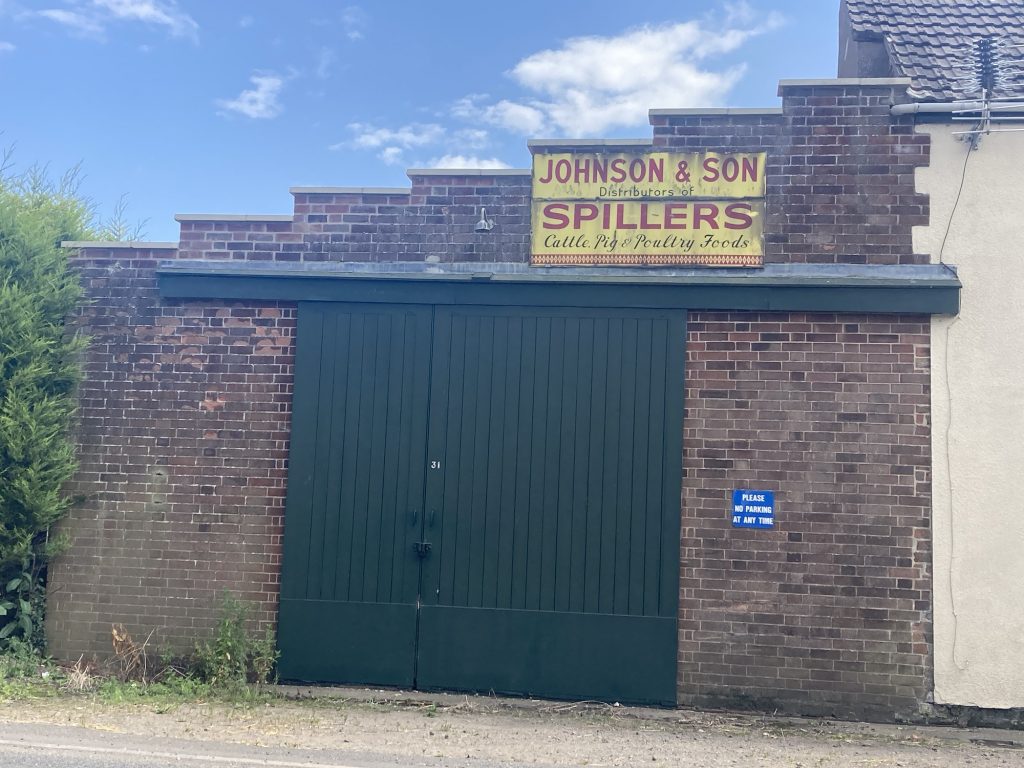 JOHNSON & SON
Distributors of
SPILLERS
Cattle, Pig & Poultry Foods
31
PLEASE
NO PARKING
AT ANY TIME